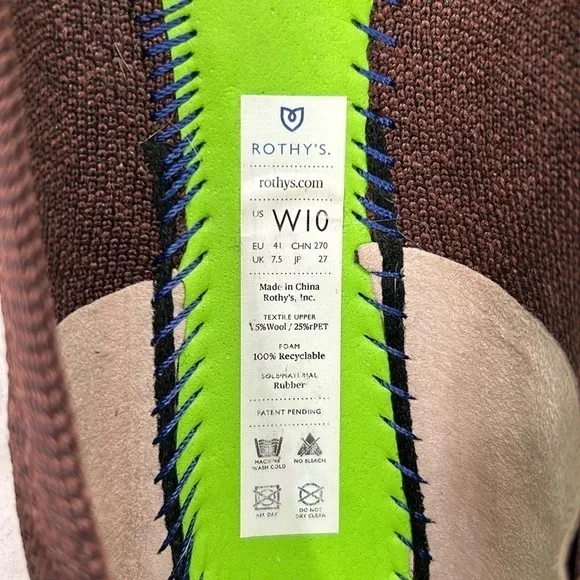 ROTHY'S.
rothys.com
US W10
EU 41 CHN 270
UK 7.5 JP 27
Made in China
Rothy's, Inc.
TEXTILE UPPER
5%Wool / 25%rPET
FOAM
100% Recyclable
SOLE MATERIAL
Rubber
PATENT PENDING
MACHINE WASH COLD
NO BLEACH
AIR DRY
DO NOT DRY CLEAN